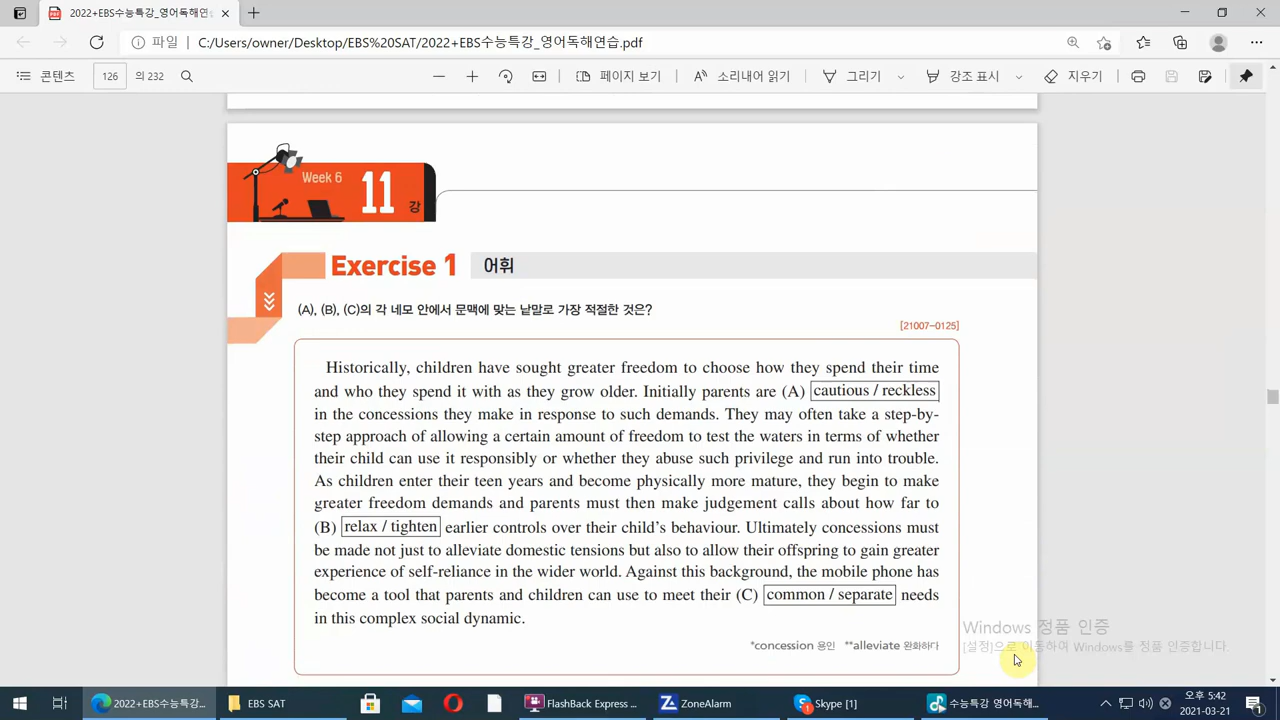 2022+EBS수능특강_영어독해연습
파일 C:/Users/owner/Desktop/EBS%20SAT/2022+EBS수능특강_영어독해연습.pdf
콘텐츠 126 의 232 페이지 보기 소리내어 읽기 그리기 강조 표시 지우기
Week 6
11 강
Exercise 1 어휘
(A), (B), (C)의 각 네모 안에서 문맥에 맞는 낱말로 가장 적절한 것은?
[21007-0125]
Historically, children have sought greater freedom to choose how they spend their time
and who they spend it with as they grow older. Initially parents are (A) cautious / reckless
in the concessions they make in response to such demands. They may often take a step-by-
step approach of allowing a certain amount of freedom to test the waters in terms of whether
their child can use it responsibly or whether they abuse such privilege and run into trouble.
As children enter their teen years and become physically more mature, they begin to make
greater freedom demands and parents must then make judgement calls about how far to
(B) relax / tighten earlier controls over their child's behaviour. Ultimately concessions must
be made not just to alleviate domestic tensions but also to allow their offspring to gain greater
experience of self-reliance in the wider world. Against this background, the mobile phone has
become a tool that parents and children can use to meet their (C) common / separate needs
in this complex social dynamic.
*concession 용인 **alleviate 완화하다
Windows 정품 인증
[설정]으로 이동하여 Windows를 정품 인증합니다.
2022+EBS수능특강... EBS SAT FlashBack Express ... ZoneAlarm Skype [1] 수능특강 영어독해... 오후 5:42
2021-03-21